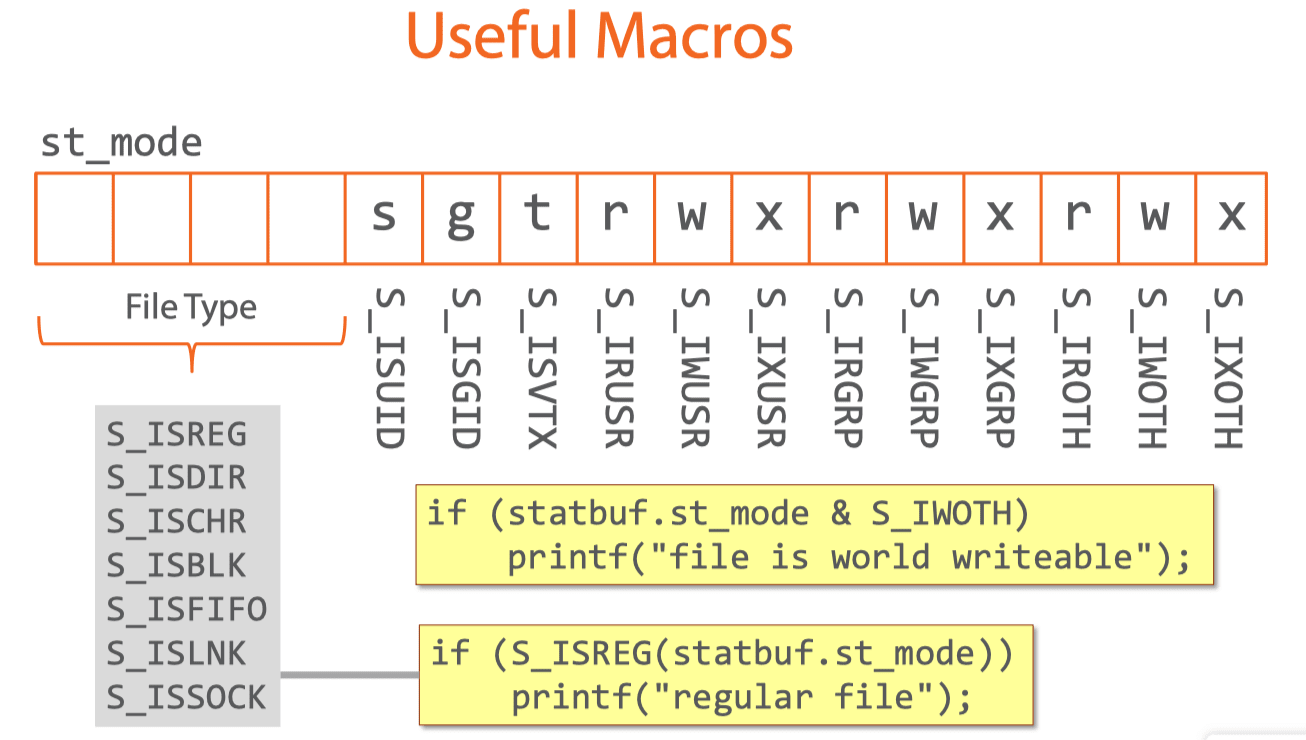 Useful Macros
st_mode
s g t r w x r w x r w x
File Type
S_ISUID
S_ISGID
S_ISVTX
S_IRUSR
S_IWUSR
S_IXUSR
S_IRGRP
S_IWGRP
S_IXGRP
S_IROTH
S_IWOTH
S_IXOTH
S_ISREG
S_ISDIR
S_ISCHR
S_ISBLK
S_ISFIFO
S_ISLNK
S_ISSOCK
if (statbuf.st_mode & S_IWOTH)
printf("file is world writeable");
if (S_ISREG(statbuf.st_mode))
printf("regular file");